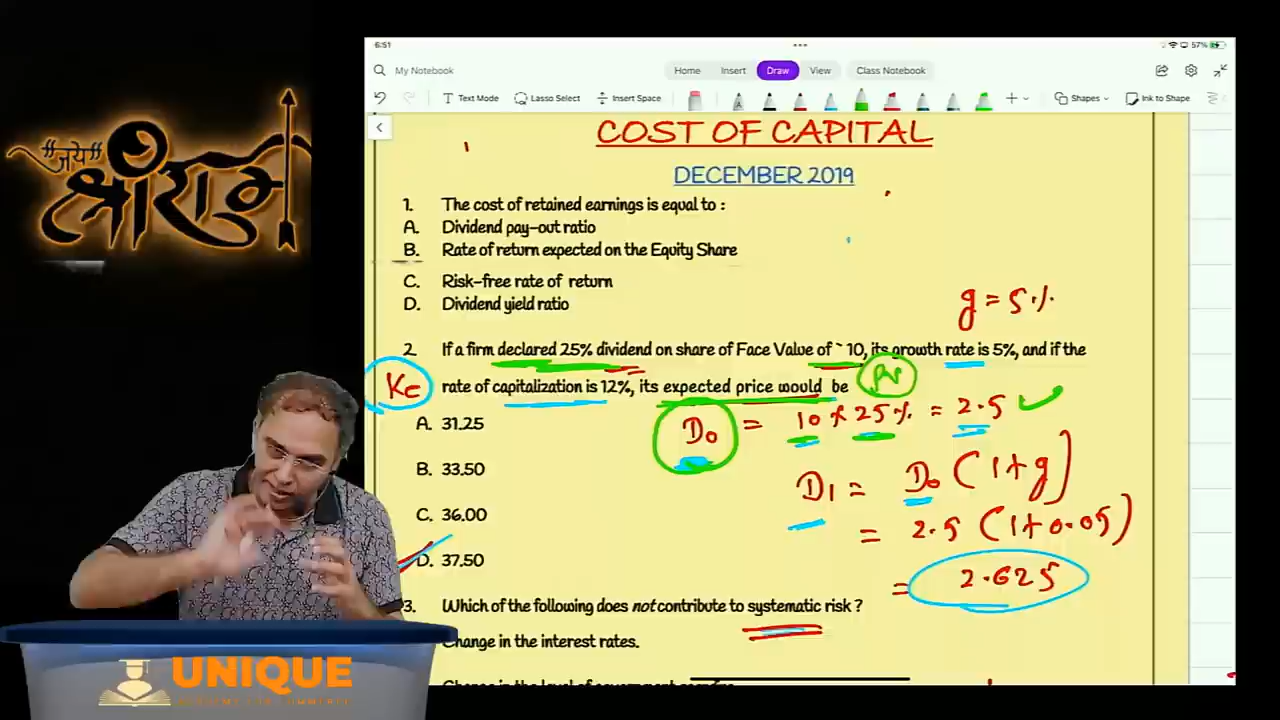 6:51
57%
My Notebook
Home Insert Draw View Class Notebook
Text Mode Lasso Select Insert Space Shapes Ink to Shape
COST OF CAPITAL
DECEMBER 2019
1. The cost of retained earnings is equal to :
A. Dividend pay-out ratio
B. Rate of return expected on the Equity Share
C. Risk-free rate of return
D. Dividend yield ratio
g = 5%
2. If a firm declared 25% dividend on share of Face Value of ` 10, its growth rate is 5%, and if the
Ke rate of capitalization is 12%, its expected price would be
A. 31.25
D₀ = 10 x 25% = 2.5
B. 33.50
D₁ = D₀ (1+g)
C. 36.00
= 2.5 (1+0.05)
D. 37.50
= 2.625
3. Which of the following does not contribute to systematic risk ?
Change in the interest rates.
"जय"
श्रीराम
UNIQUE